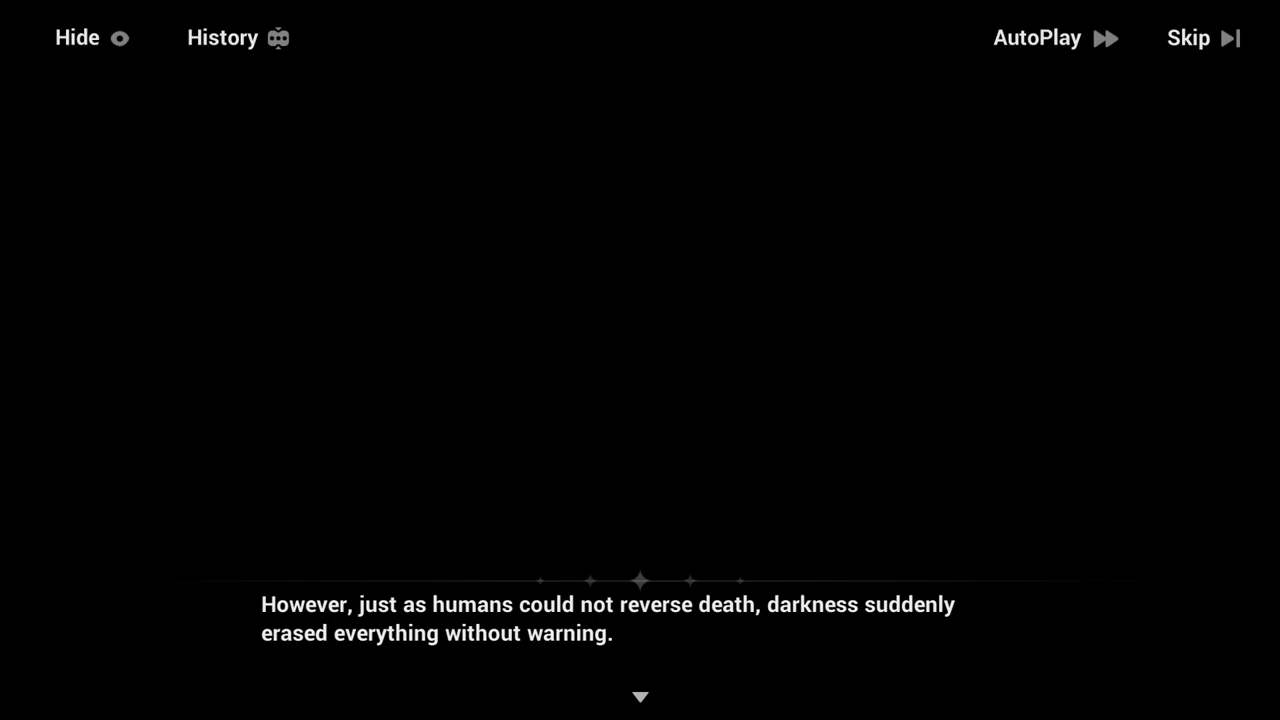 Hide
History
AutoPlay
Skip
However, just as humans could not reverse death, darkness suddenly
erased everything without warning.